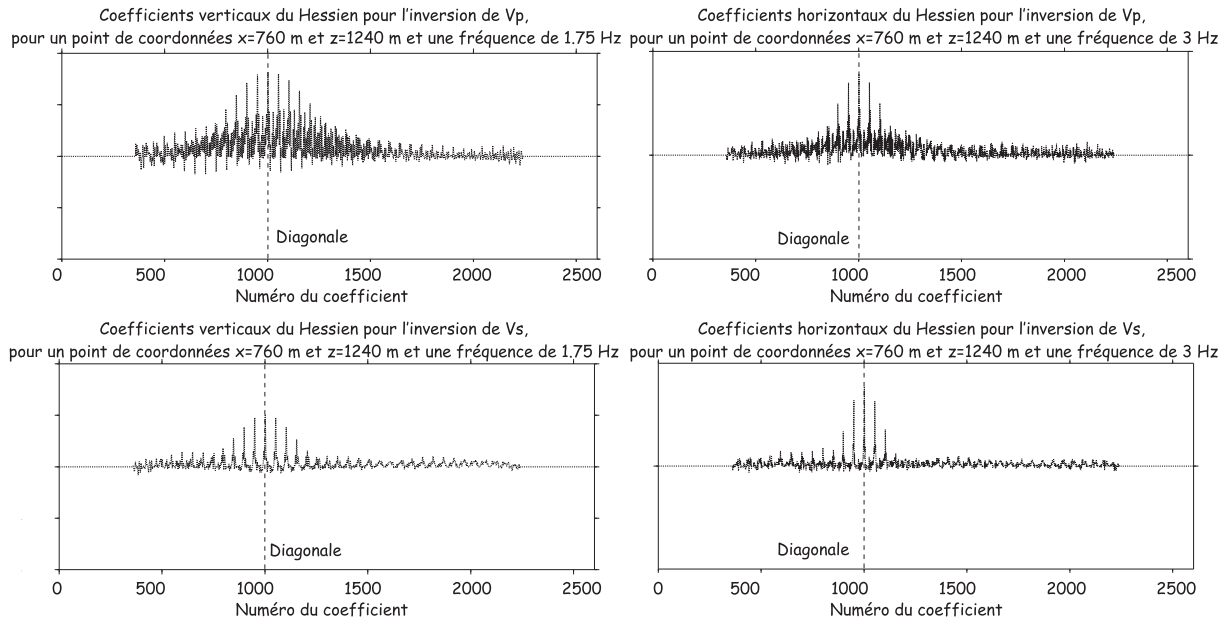 Coefficients verticaux du Hessien pour l'inversion de Vp,
pour un point de coordonnées x=760 m et z=1240 m et une fréquence de 1.75 Hz
Diagonale
0 500 1000 1500 2000 2500
Numéro du coefficient
Coefficients horizontaux du Hessien pour l'inversion de Vp,
pour un point de coordonnées x=760 m et z=1240 m et une fréquence de 3 Hz
Diagonale
0 500 1000 1500 2000 2500
Numéro du coefficient
Coefficients verticaux du Hessien pour l'inversion de Vs,
pour un point de coordonnées x=760 m et z=1240 m et une fréquence de 1.75 Hz
Diagonale
0 500 1000 1500 2000 2500
Numéro du coefficient
Coefficients horizontaux du Hessien pour l'inversion de Vs,
pour un point de coordonnées x=760 m et z=1240 m et une fréquence de 3 Hz
Diagonale
0 500 1000 1500 2000 2500
Numéro du coefficient